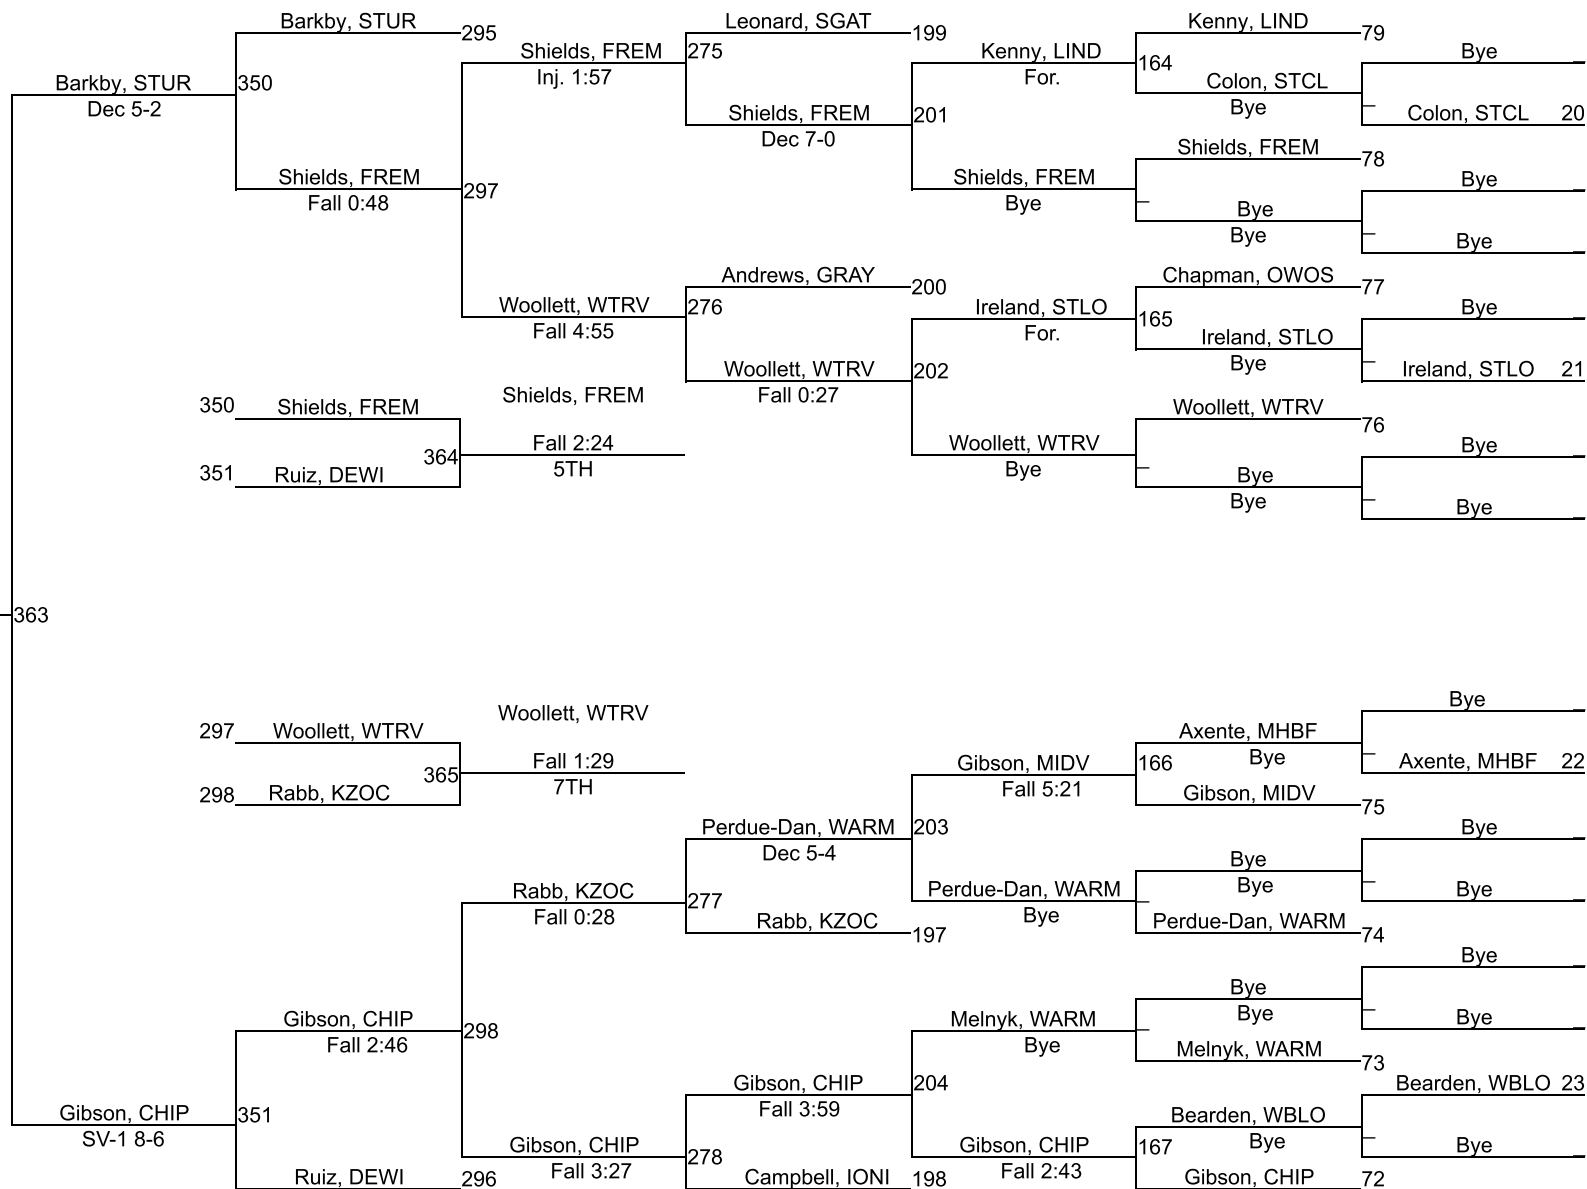 Barkby, STUR
295
Leonard, SGAT
199
Kenny, LIND
79
Shields, FREM
275
Kenny, LIND
Bye
Inj. 1:57
For.
164
Barkby, STUR
350
Colon, STCL
Dec 5-2
Bye
Shields, FREM
201
Colon, STCL 20
Dec 7-0
Shields, FREM
78
Shields, FREM
Shields, FREM
Bye
Fall 0:48
297
Bye
Bye
Bye
Bye
Andrews, GRAY
200
Chapman, OWOS
77
Woollett, WTRV
276
Ireland, STLO
Bye
Fall 4:55
For.
165
Ireland, STLO
Bye
Woollett, WTRV
202
Ireland, STLO 21
Fall 0:27
Shields, FREM
350
Shields, FREM
Woollett, WTRV
76
Fall 2:24
Woollett, WTRV
Bye
364
5TH
Bye
351
Ruiz, DEWI
Bye
Bye
Bye
363
Bye
Woollett, WTRV
297
Woollett, WTRV
Axente, MHBF
Fall 1:29
Gibson, MIDV
166
Bye
Axente, MHBF 22
365
7TH
Fall 5:21
298
Rabb, KZOC
Gibson, MIDV
75
Perdue-Dan, WARM
203
Bye
Dec 5-4
Bye
Rabb, KZOC
Perdue-Dan, WARM
Bye
Bye
Fall 0:28
277
Bye
Rabb, KZOC
197
Perdue-Dan, WARM
74
Bye
Bye
Gibson, CHIP
298
Melnyk, WARM
Bye
Bye
Fall 2:46
Bye
Melnyk, WARM
73
Gibson, CHIP
204
Bearden, WBLO 23
Fall 3:59
Gibson, CHIP
351
Bearden, WBLO
SV-1 8-6
Gibson, CHIP
278
Gibson, CHIP
167
Bye
Bye
Fall 3:27
Fall 2:43
Ruiz, DEWI
296
Campbell, IONI
198
Gibson, CHIP
72